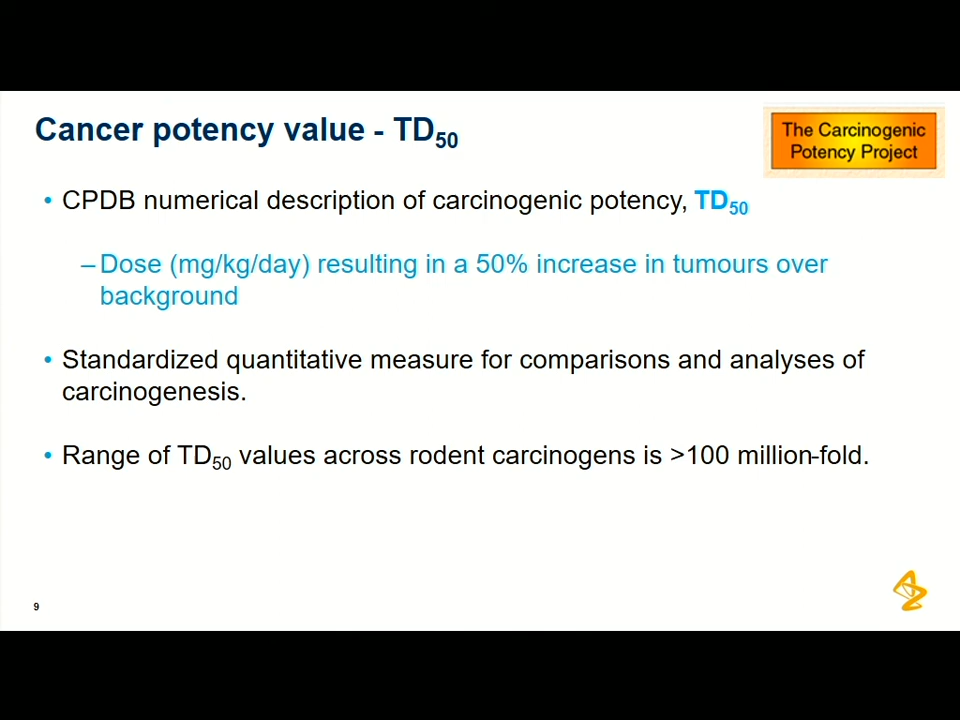 Cancer potency value - TD50
The Carcinogenic
Potency Project
• CPDB numerical description of carcinogenic potency, TD50
– Dose (mg/kg/day) resulting in a 50% increase in tumours over
background
• Standardized quantitative measure for comparisons and analyses of
carcinogenesis.
• Range of TD50 values across rodent carcinogens is >100 million-fold.
9